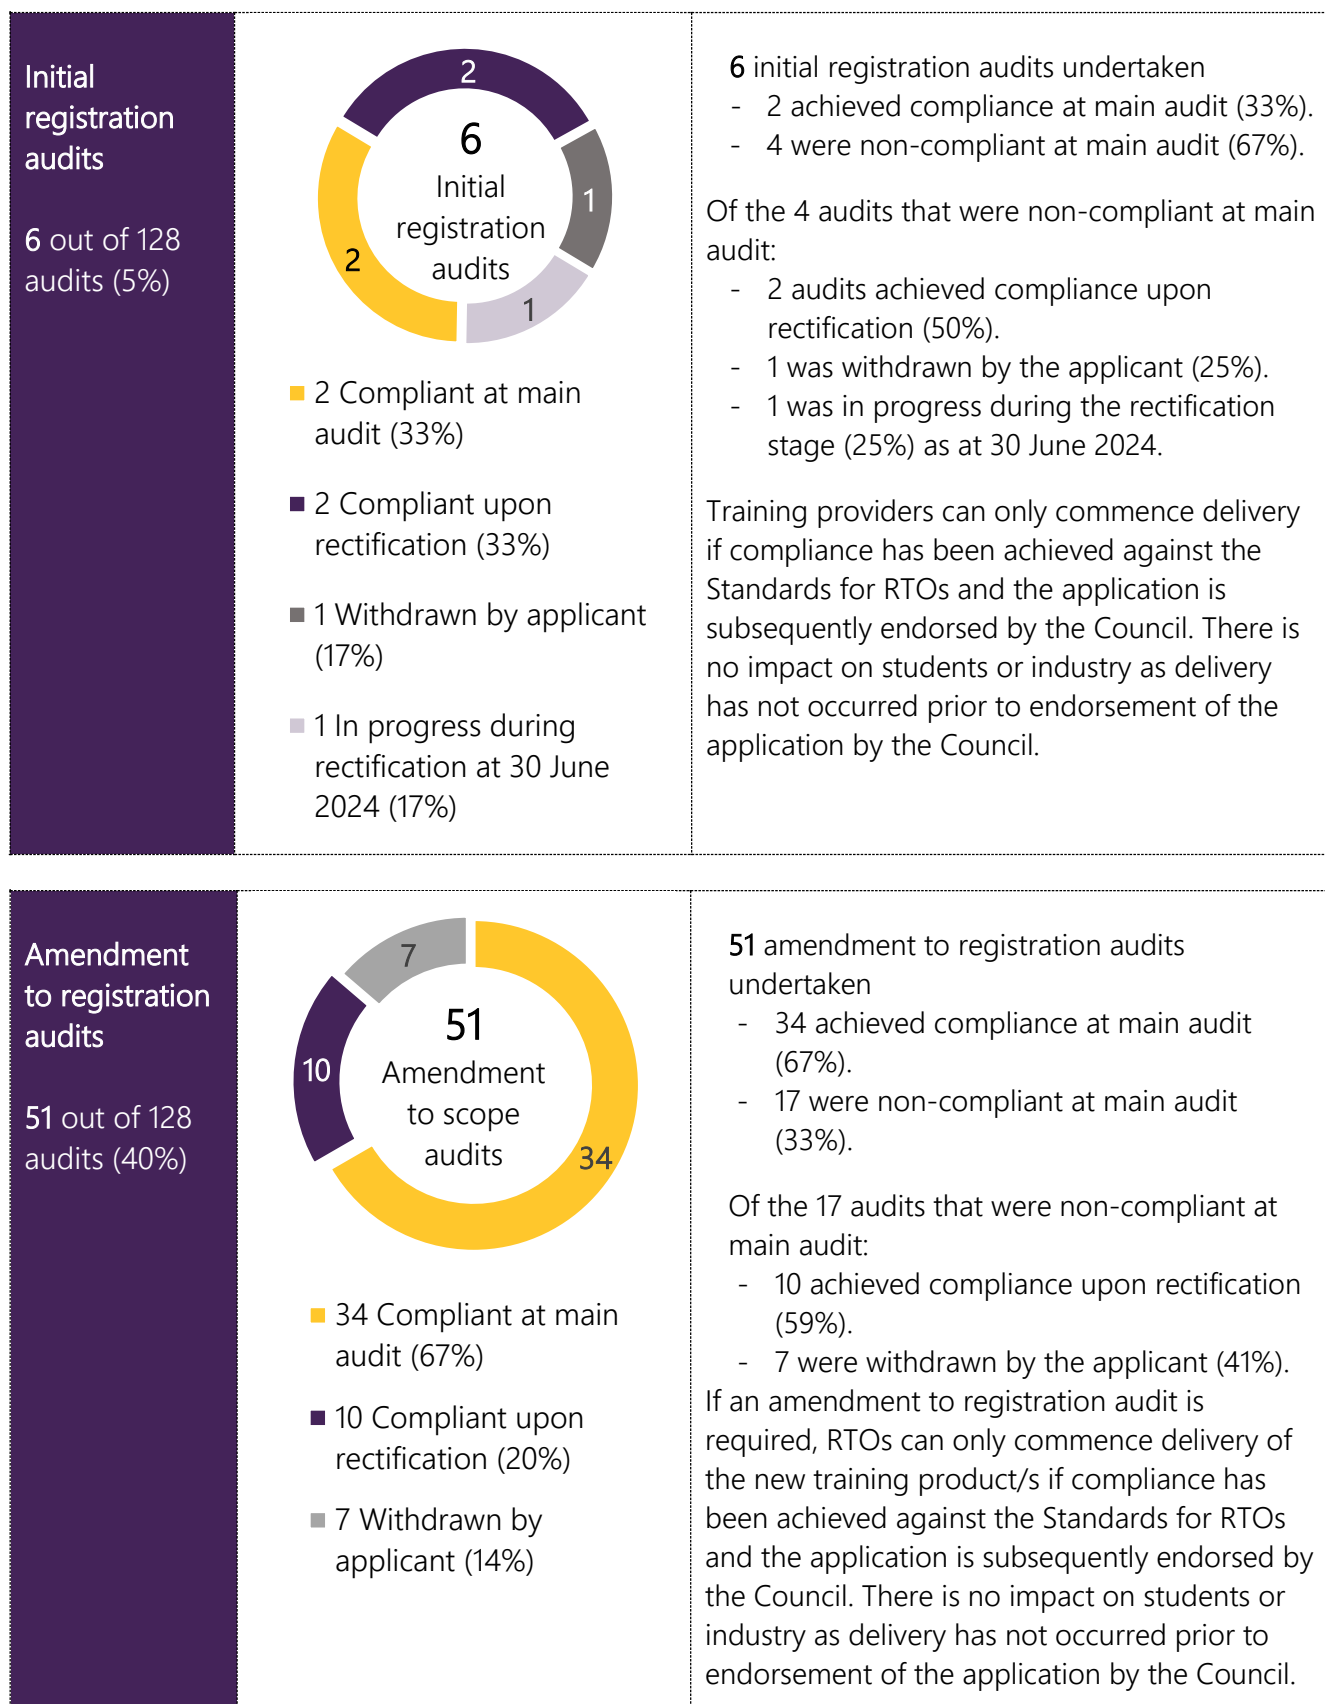 Initial
registration
audits
6 out of 128
audits (5%)
2
1
1
2
6
Initial
registration
audits
2 Compliant at main
audit (33%)
2 Compliant upon
rectification (33%)
1 Withdrawn by applicant
(17%)
1 In progress during
rectification at 30 June
2024 (17%)
6 initial registration audits undertaken
- 2 achieved compliance at main audit (33%).
- 4 were non-compliant at main audit (67%).
Of the 4 audits that were non-compliant at main
audit:
- 2 audits achieved compliance upon
rectification (50%).
- 1 was withdrawn by the applicant (25%).
- 1 was in progress during the rectification
stage (25%) as at 30 June 2024.
Training providers can only commence delivery
if compliance has been achieved against the
Standards for RTOs and the application is
subsequently endorsed by the Council. There is
no impact on students or industry as delivery
has not occurred prior to endorsement of the
application by the Council.
Amendment
to registration
audits
51 out of 128
audits (40%)
7
10
34
51
Amendment
to scope
audits
34 Compliant at main
audit (67%)
10 Compliant upon
rectification (20%)
7 Withdrawn by
applicant (14%)
51 amendment to registration audits
undertaken
- 34 achieved compliance at main audit
(67%).
- 17 were non-compliant at main audit
(33%).
Of the 17 audits that were non-compliant at
main audit:
- 10 achieved compliance upon rectification
(59%).
- 7 were withdrawn by the applicant (41%).
If an amendment to registration audit is
required, RTOs can only commence delivery of
the new training product/s if compliance has
been achieved against the Standards for RTOs
and the application is subsequently endorsed by
the Council. There is no impact on students or
industry as delivery has not occurred prior to
endorsement of the application by the Council.